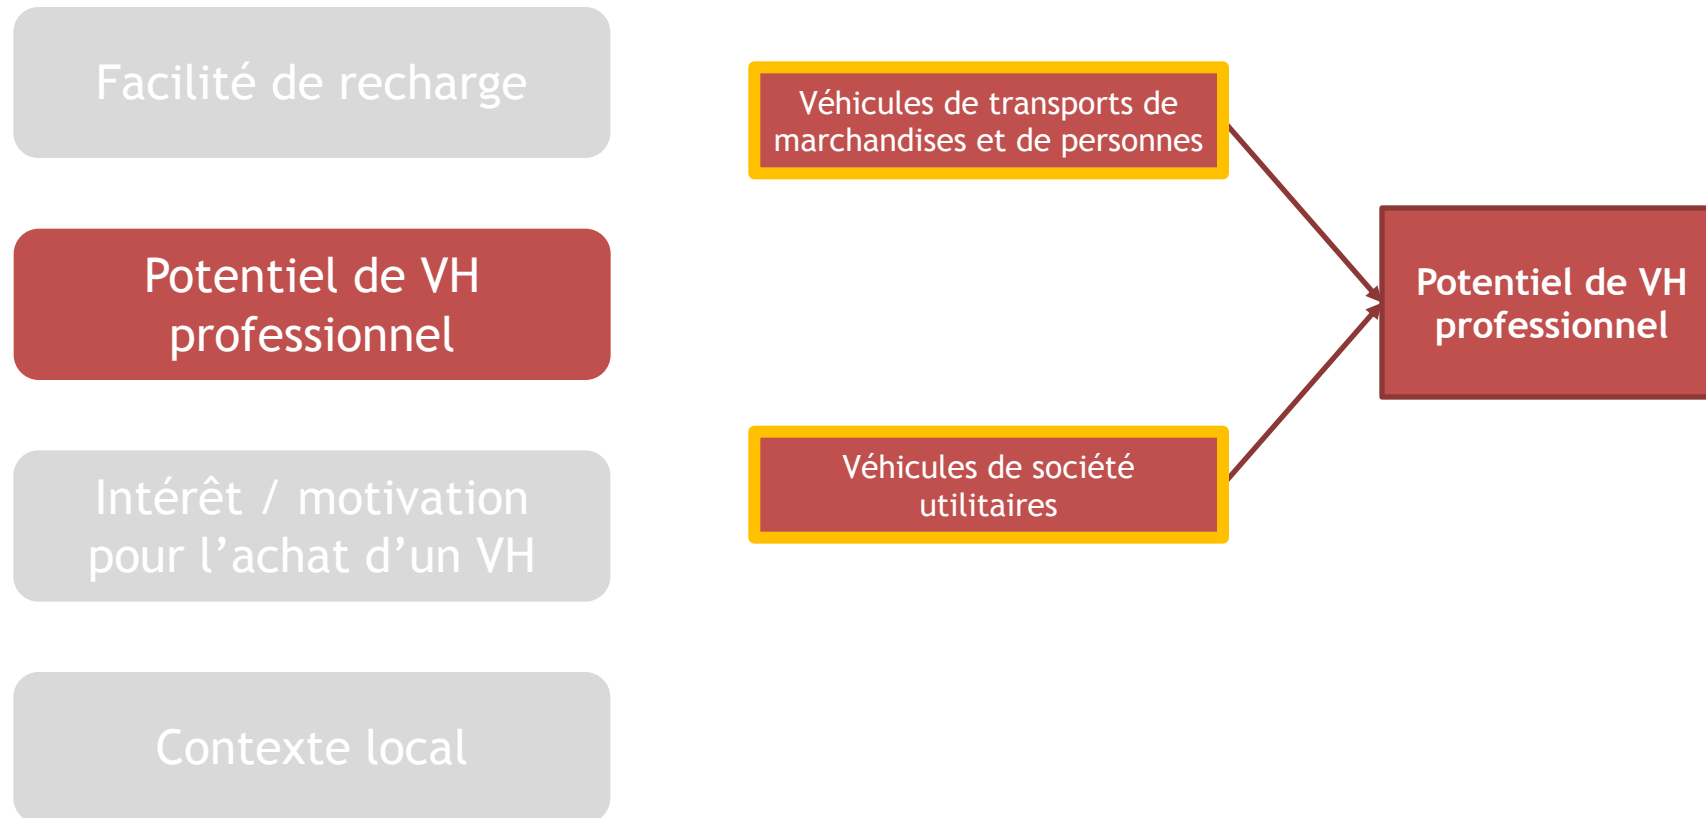 Facilité de recharge
Potentiel de VH
professionnel
Intérêt / motivation
pour l’achat d’un VH
Contexte local
Véhicules de transports de
marchandises et de personnes
Véhicules de société
utilitaires
Potentiel de VH
professionnel